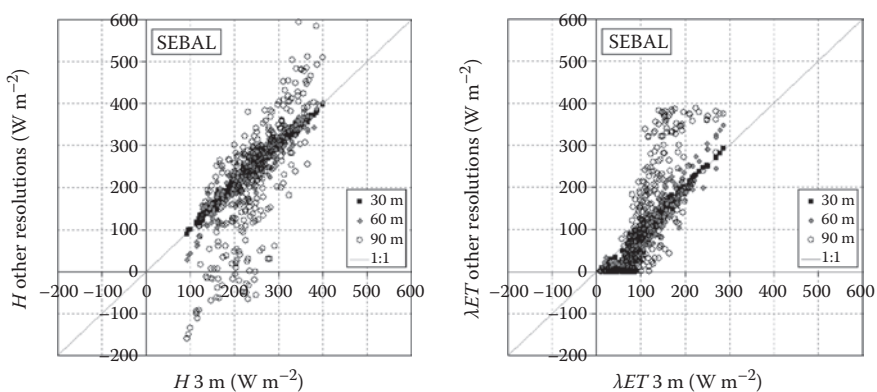 600
500
400
300
200
100
0
−100
−200
−200 −100 0 100 200 300 400 500 600
H other resolutions (W m−2)
H 3 m (W m−2)
SEBAL
30 m
60 m
90 m
1:1
600
500
400
300
200
100
0
−100
−200
−200 −100 0 100 200 300 400 500 600
λET other resolutions (W m−2)
λET 3 m (W m−2)
SEBAL
30 m
60 m
90 m
1:1